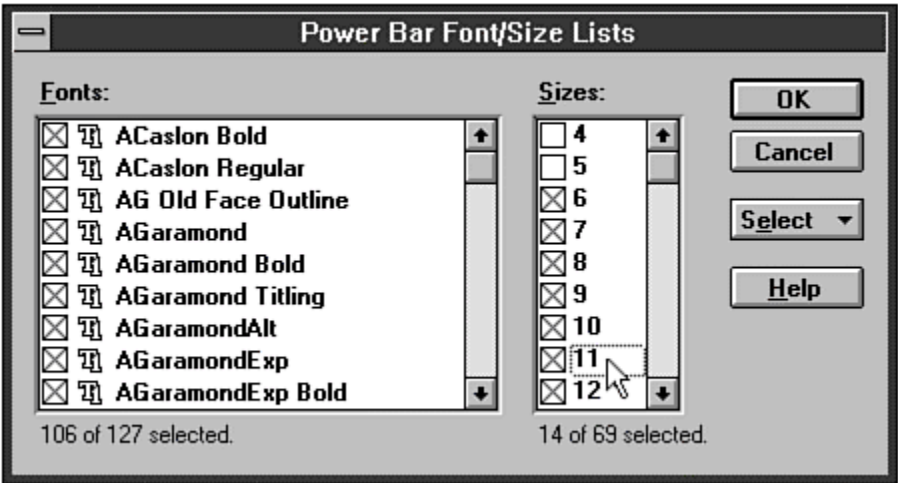 Power Bar Font/Size Lists
Fonts:
ACaslon Bold
ACaslon Regular
AG Old Face Outline
AGaramond
AGaramond Bold
AGaramond Titling
AGaramondAlt
AGaramondExp
AGaramondExp Bold
106 of 127 selected.
Sizes:
4
5
6
7
8
9
10
11
12
14 of 69 selected.
OK
Cancel
Select
Help